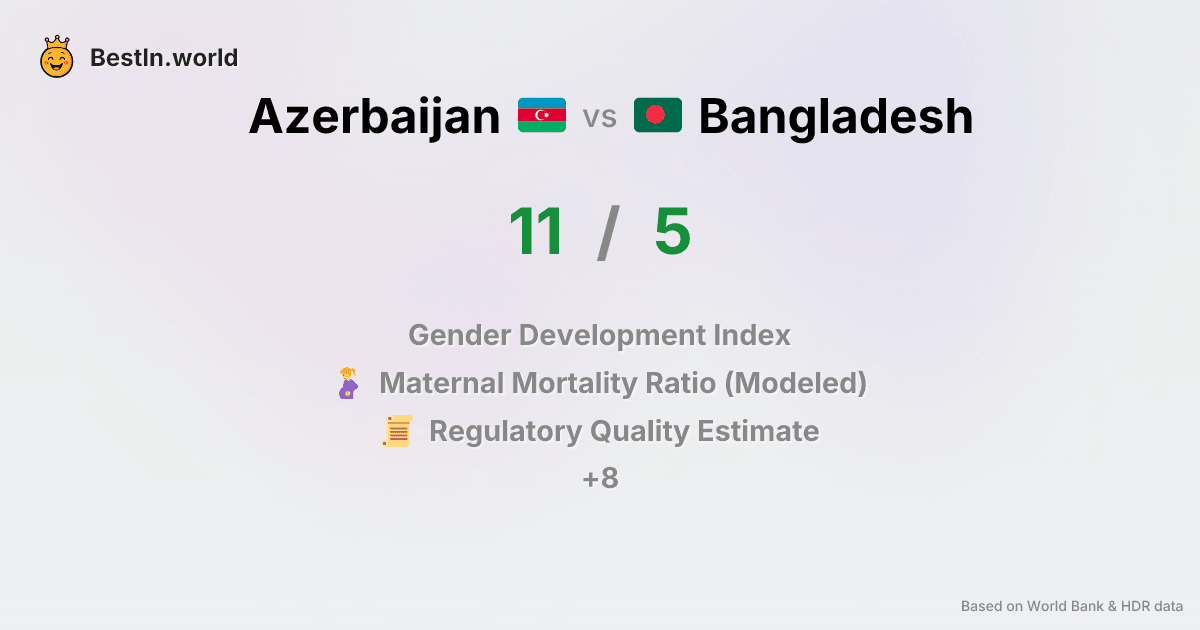 BestIn.world
Azerbaijan vs Bangladesh
11 / 5
Gender Development Index
Maternal Mortality Ratio (Modeled)
Regulatory Quality Estimate
+8
Based on World Bank & HDR data